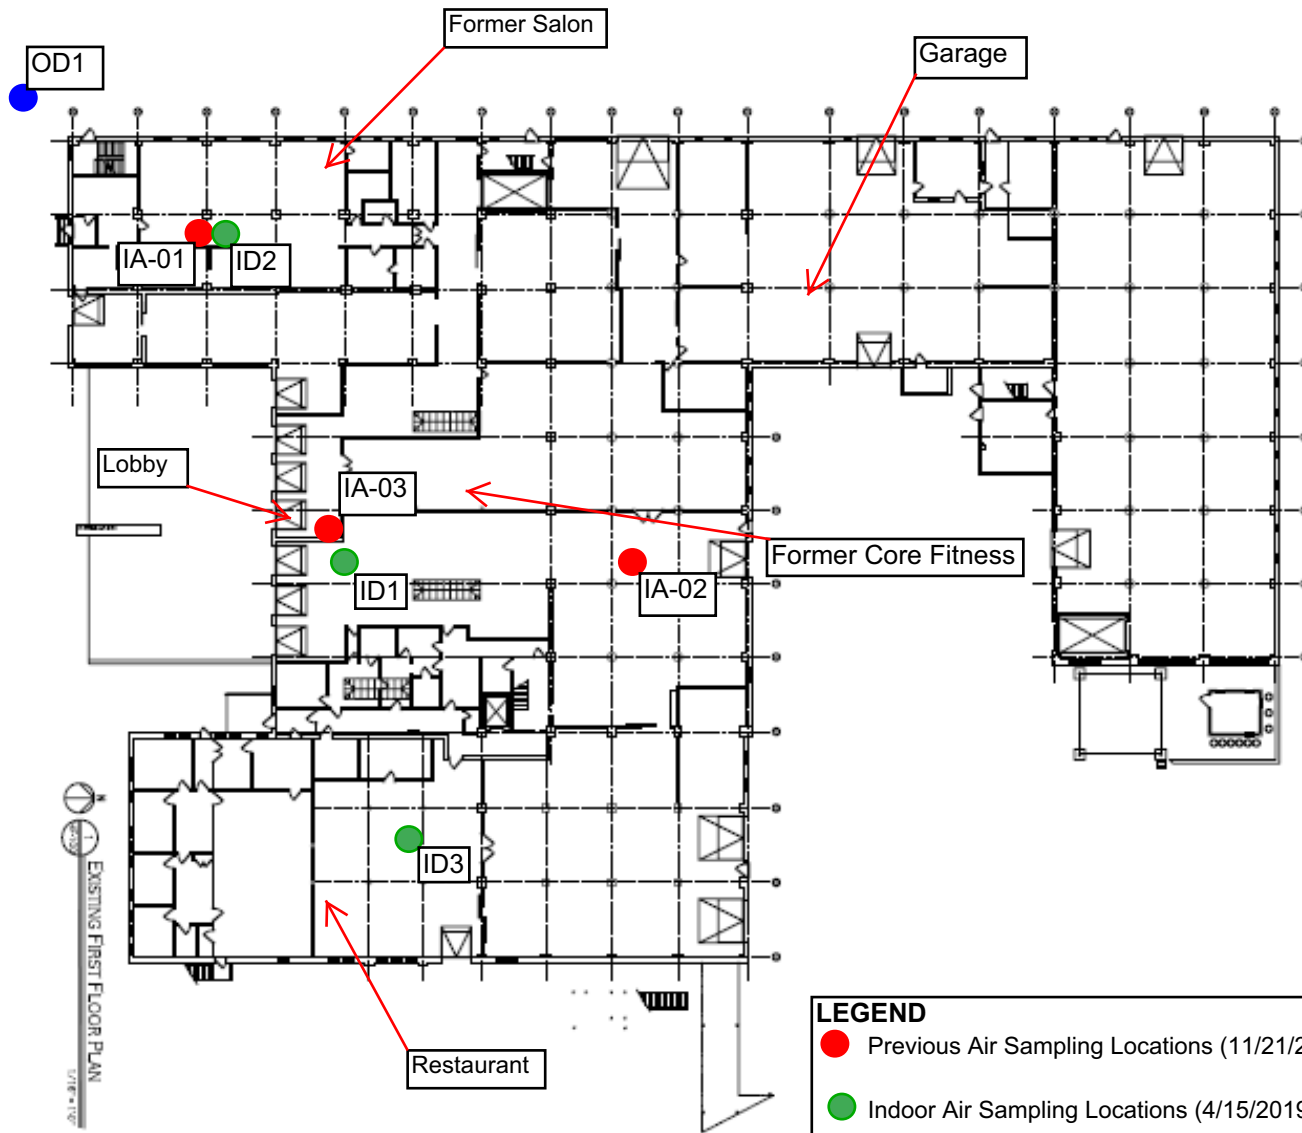 Former Salon
Garage
OD1
IA-01
ID2
Lobby
IA-03
Former Core Fitness
ID1
IA-02
ID3
Restaurant
N
1
EXISTING FIRST FLOOR PLAN
LEGEND
Previous Air Sampling Locations (11/21/2
Indoor Air Sampling Locations (4/15/2019